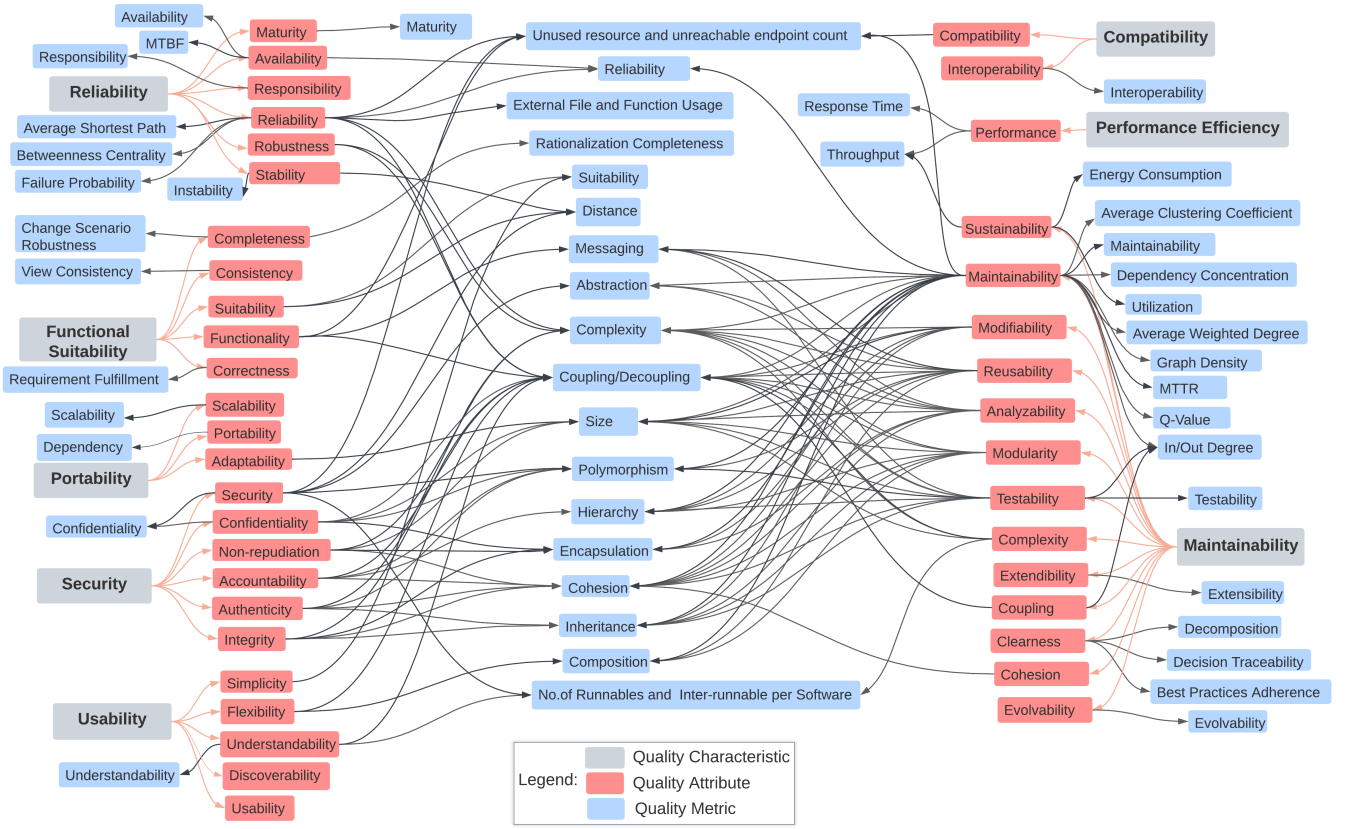 Availability
MTBF
Responsibility
Reliability
Average Shortest Path
Betweenness Centrality
Failure Probability
Instability
Maturity
Availability
Responsibility
Reliability
Robustness
Stability
Maturity
Change Scenario
Robustness
View Consistency
Functional
Suitability
Requirement Fulfillment
Completeness
Consistency
Suitability
Functionality
Correctness
Scalability
Dependency
Portability
Scalability
Portability
Adaptability
Confidentiality
Security
Security
Confidentiality
Non-repudiation
Accountability
Authenticity
Integrity
Usability
Understandability
Simplicity
Flexibility
Understandability
Discoverability
Usability
Unused resource and unreachable endpoint count
Reliability
External File and Function Usage
Rationalization Completeness
Suitability
Distance
Messaging
Abstraction
Complexity
Coupling/Decoupling
Size
Polymorphism
Hierarchy
Encapsulation
Cohesion
Inheritance
Composition
No.of Runnables and Inter-runnable per Software
Compatibility
Interoperability
Compatibility
Interoperability
Response Time
Throughput
Performance
Performance Efficiency
Sustainability
Maintainability
Modifiability
Reusability
Analyzability
Modularity
Testability
Complexity
Extendibility
Coupling
Clearness
Cohesion
Evolvability
Energy Consumption
Average Clustering Coefficient
Maintainability
Dependency Concentration
Utilization
Average Weighted Degree
Graph Density
MTTR
Q-Value
In/Out Degree
Testability
Maintainability
Extensibility
Decomposition
Decision Traceability
Best Practices Adherence
Evolvability
Legend:
Quality Characteristic
Quality Attribute
Quality Metric